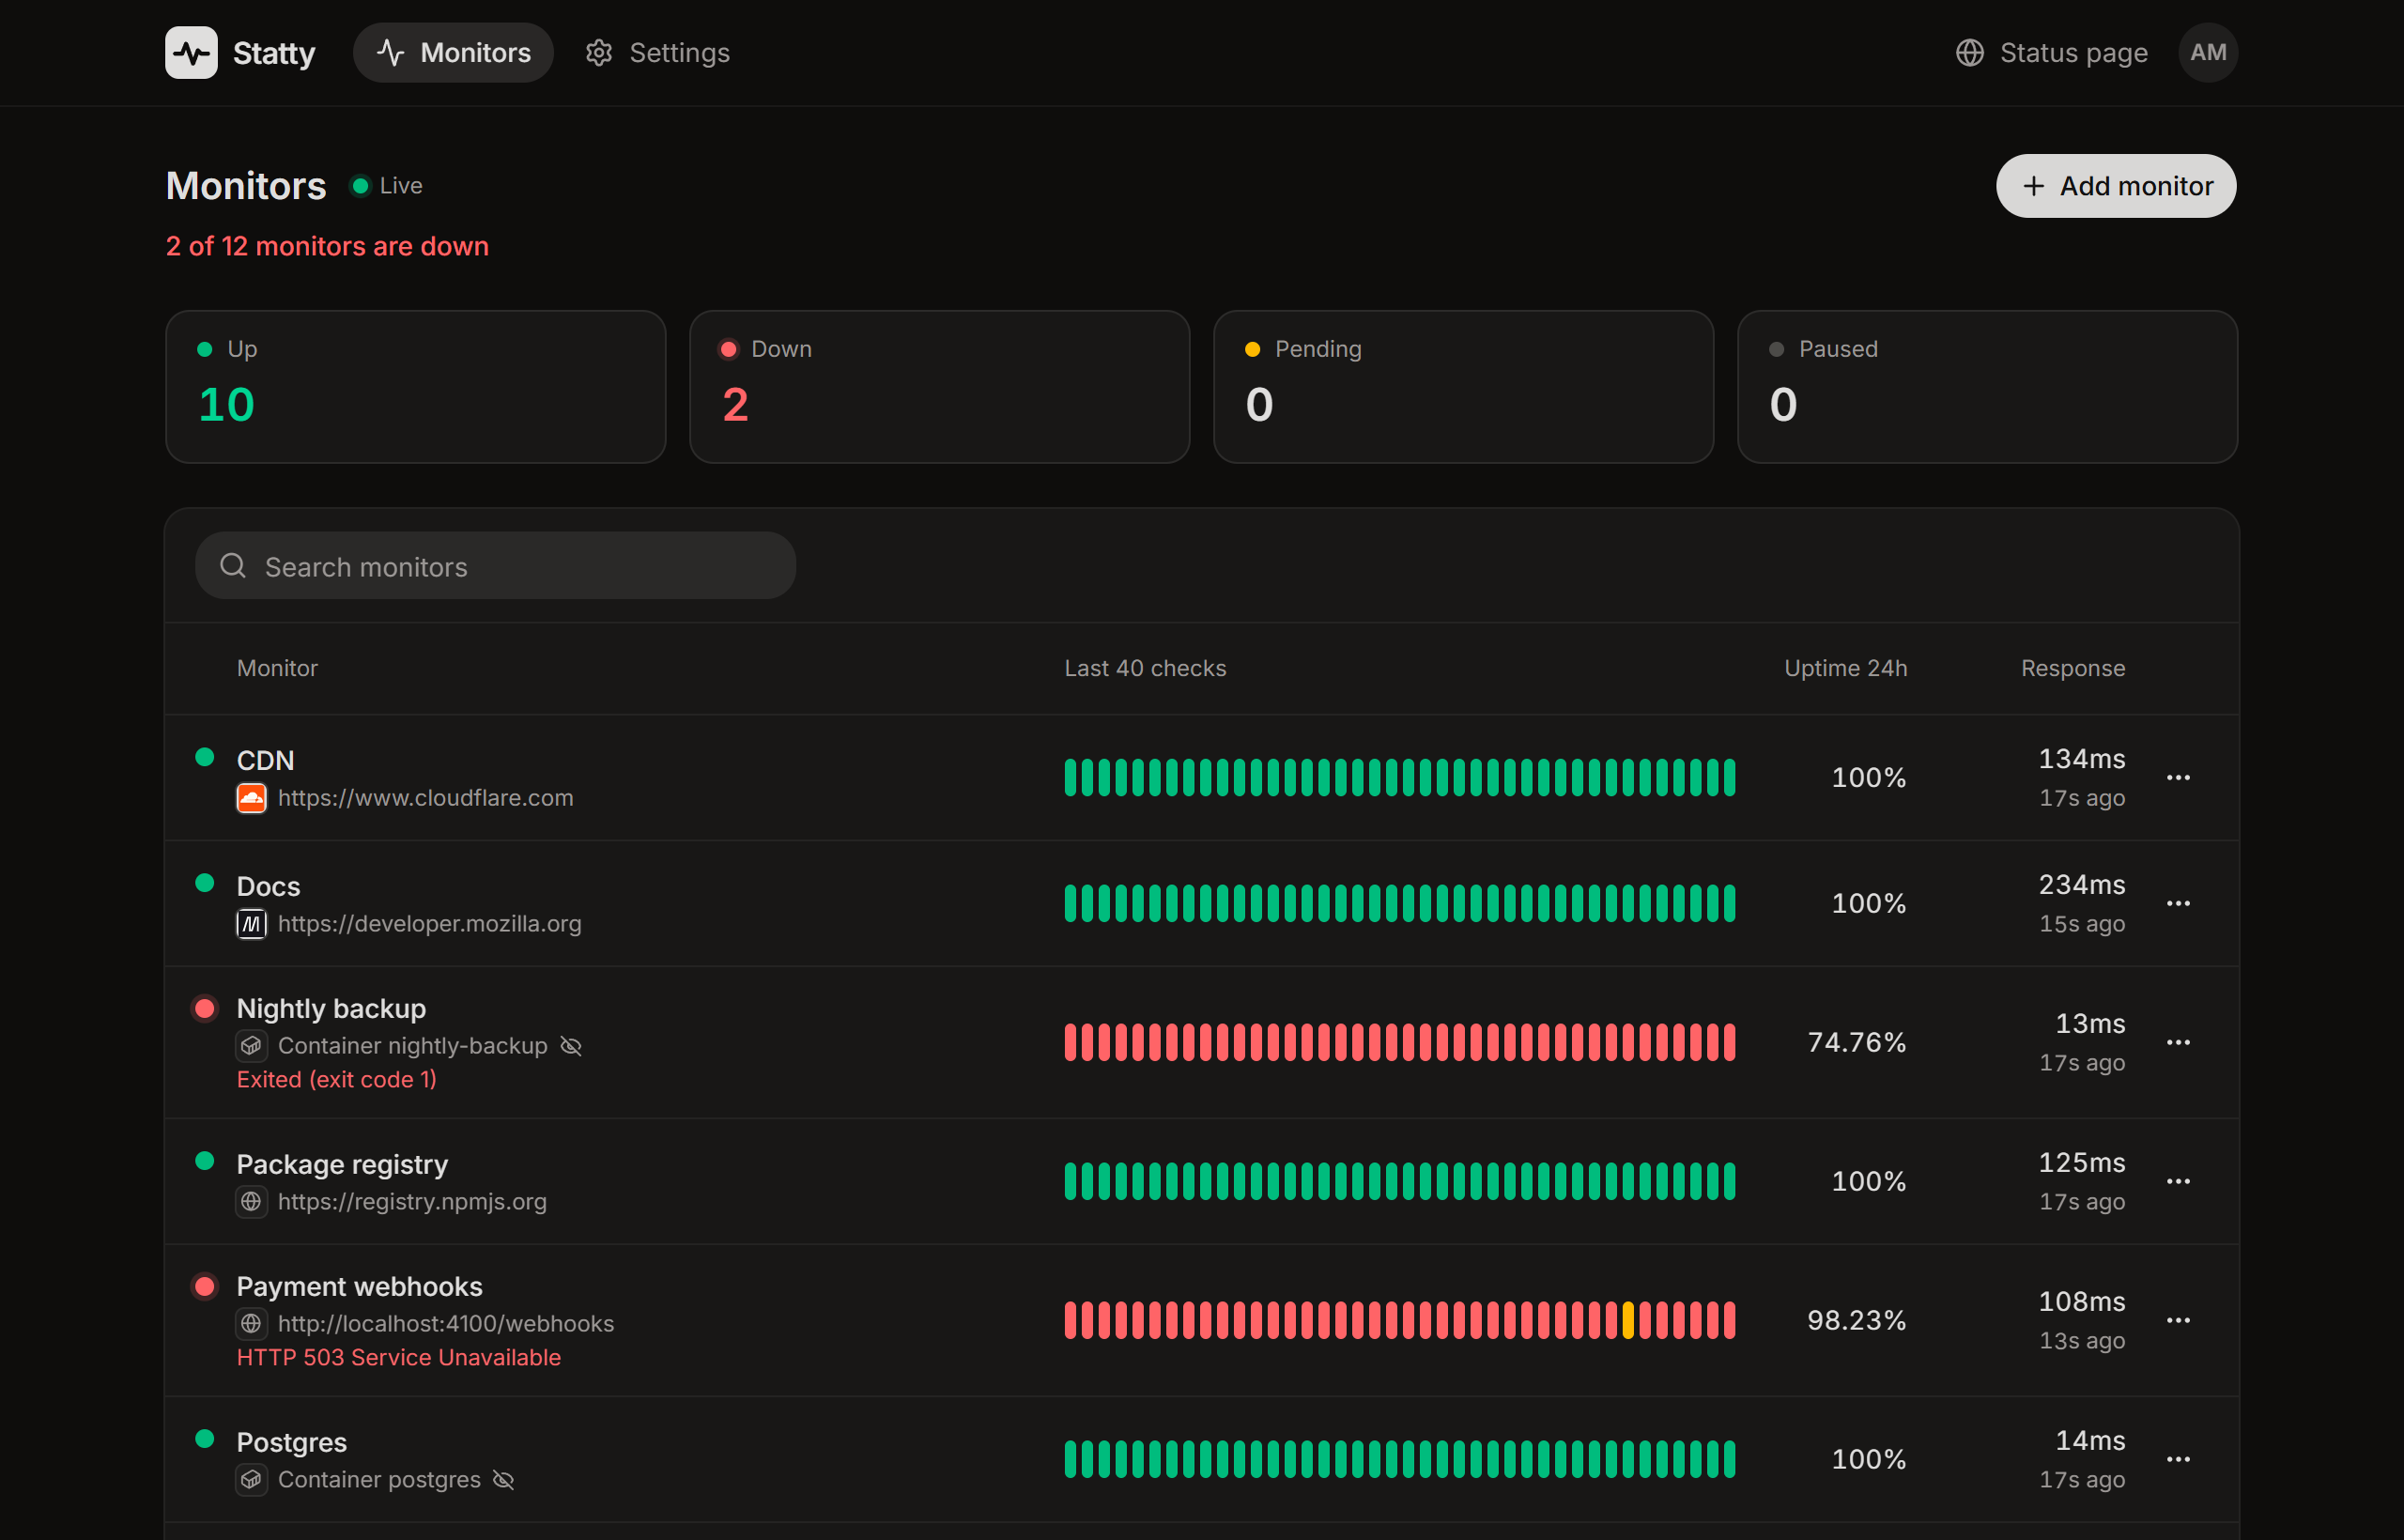 Statty
Monitors
Settings
Status page
AM
Monitors
Live
Add monitor
2 of 12 monitors are down
Up
Down
Pending
Paused
10
2
0
0
Search monitors
Monitor
Last 40 checks
Uptime 24h
Response
CDN
https://www.cloudflare.com
100%
134ms
17s ago
Docs
https://developer.mozilla.org
100%
234ms
15s ago
Nightly backup
Container nightly-backup
Exited (exit code 1)
74.76%
13ms
17s ago
Package registry
https://registry.npmjs.org
100%
125ms
17s ago
Payment webhooks
http://localhost:4100/webhooks
HTTP 503 Service Unavailable
98.23%
108ms
13s ago
Postgres
Container postgres
100%
14ms
17s ago